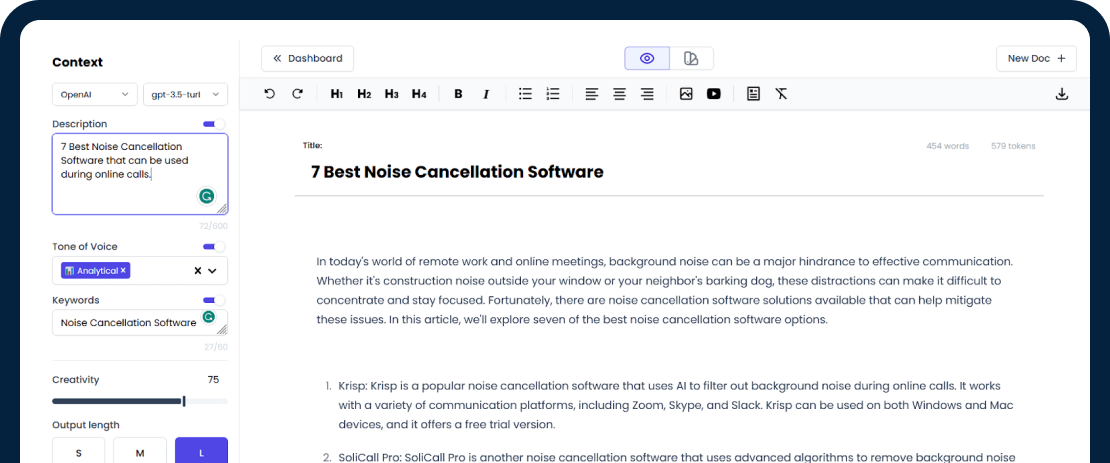 Context
OpenAI
gpt-3.5-turl
Description
7 Best Noise Cancellation
Software that can be used
during online calls.
72/600
Tone of Voice
Analytical ×
Keywords
Noise Cancellation Software
27/60
Creativity 75
Output length
S M L
« Dashboard
New Doc +
H1 H2 H3 H4 B I
Title:
454 words 579 tokens
7 Best Noise Cancellation Software
In today's world of remote work and online meetings, background noise can be a major hindrance to effective communication.
Whether it's construction noise outside your window or your neighbor's barking dog, these distractions can make it difficult to
concentrate and stay focused. Fortunately, there are noise cancellation software solutions available that can help mitigate
these issues. In this article, we'll explore seven of the best noise cancellation software options.
1. Krisp: Krisp is a popular noise cancellation software that uses AI to filter out background noise during online calls. It works
with a variety of communication platforms, including Zoom, Skype, and Slack. Krisp can be used on both Windows and Mac
devices, and it offers a free trial version.
2. SoliCall Pro: SoliCall Pro is another noise cancellation software that uses advanced algorithms to remove background noise